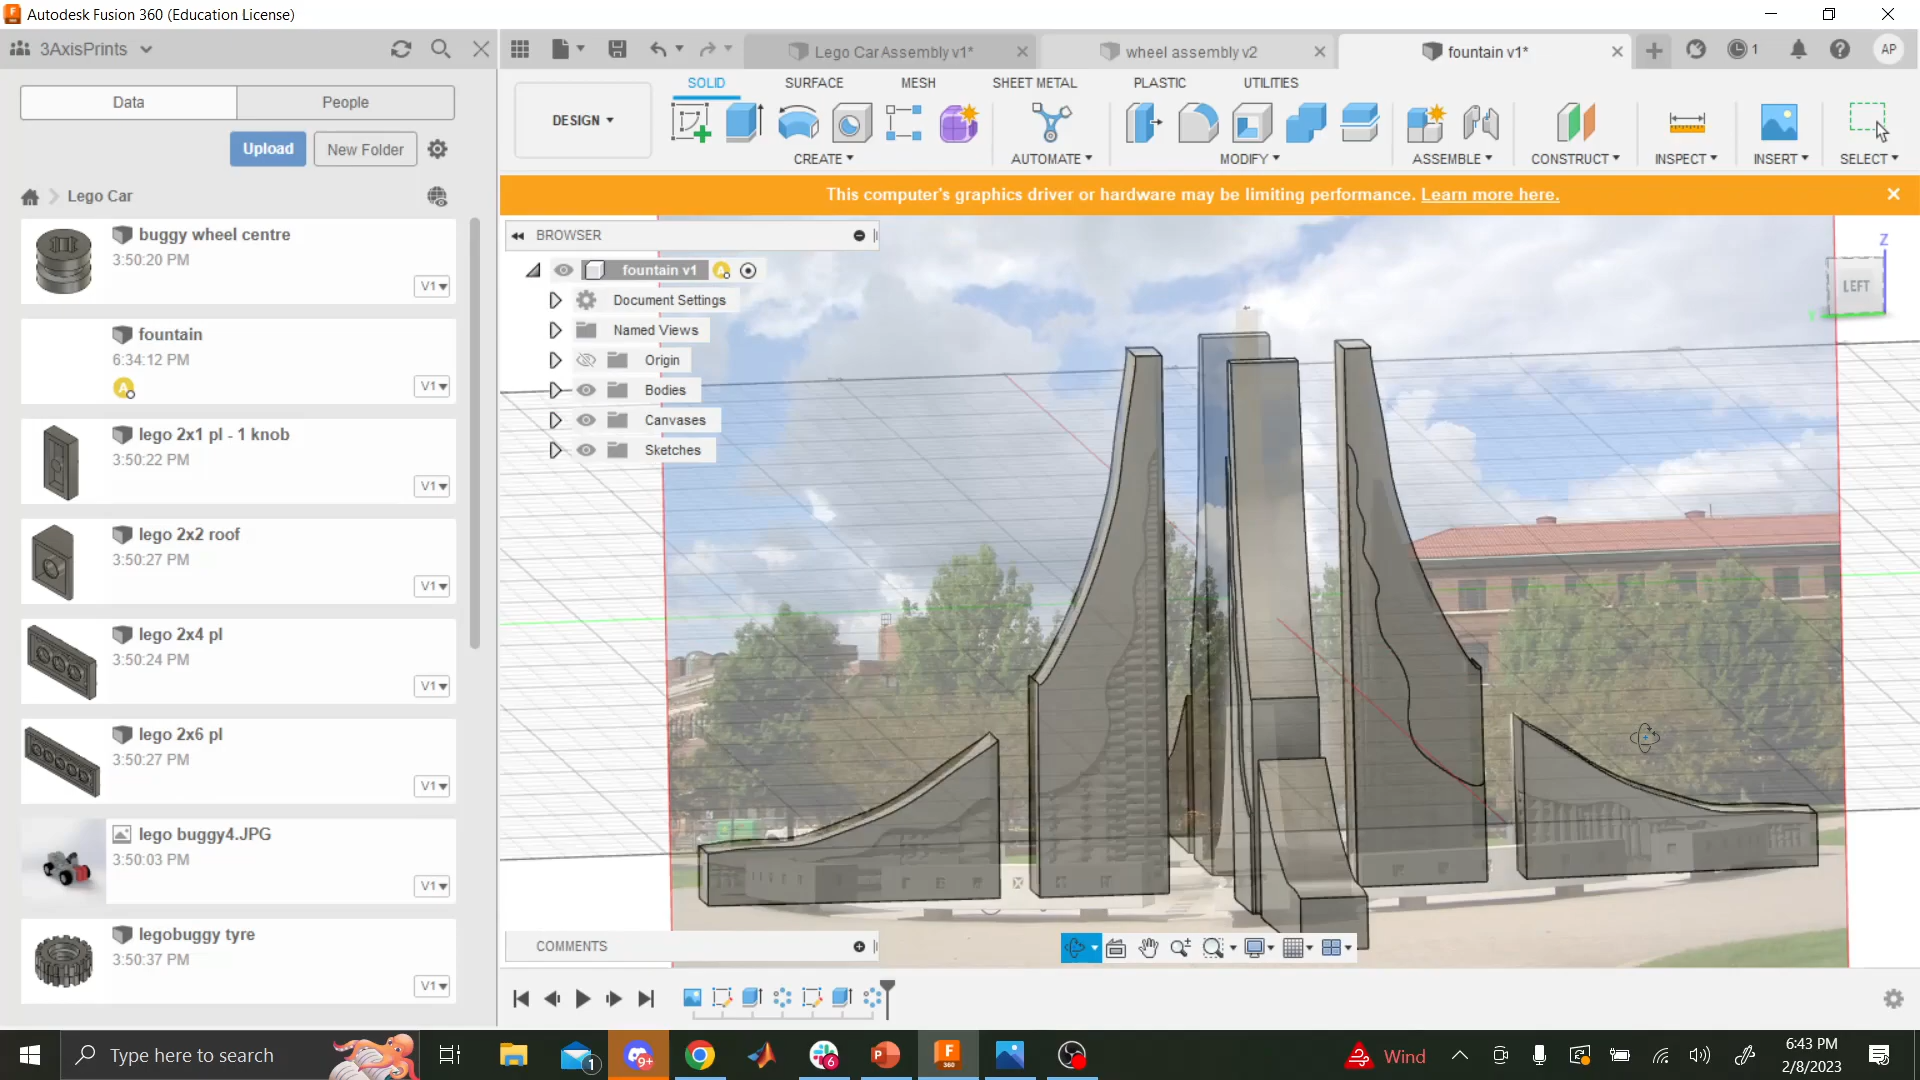 Autodesk Fusion 360 (Education License)
3AxisPrints
Lego Car Assembly v1*
wheel assembly v2
fountain v1*
1
AP
Data
People
Upload
New Folder
Lego Car
buggy wheel centre
3:50:20 PM
V1
fountain
6:34:12 PM
V1
lego 2x1 pl - 1 knob
3:50:22 PM
V1
lego 2x2 roof
3:50:27 PM
V1
lego 2x4 pl
3:50:24 PM
V1
lego 2x6 pl
3:50:27 PM
V1
lego buggy4.JPG
3:50:03 PM
V1
legobuggy tyre
3:50:37 PM
V1
DESIGN
SOLID
SURFACE
MESH
SHEET METAL
PLASTIC
UTILITIES
CREATE
AUTOMATE
MODIFY
ASSEMBLE
CONSTRUCT
INSPECT
INSERT
SELECT
This computer's graphics driver or hardware may be limiting performance. Learn more here.
BROWSER
fountain v1
Document Settings
Named Views
Origin
Bodies
Canvases
Sketches
Z
LEFT
Y
COMMENTS
Type here to search
1
9+
6
F
360
Wind
6:43 PM
2/8/2023